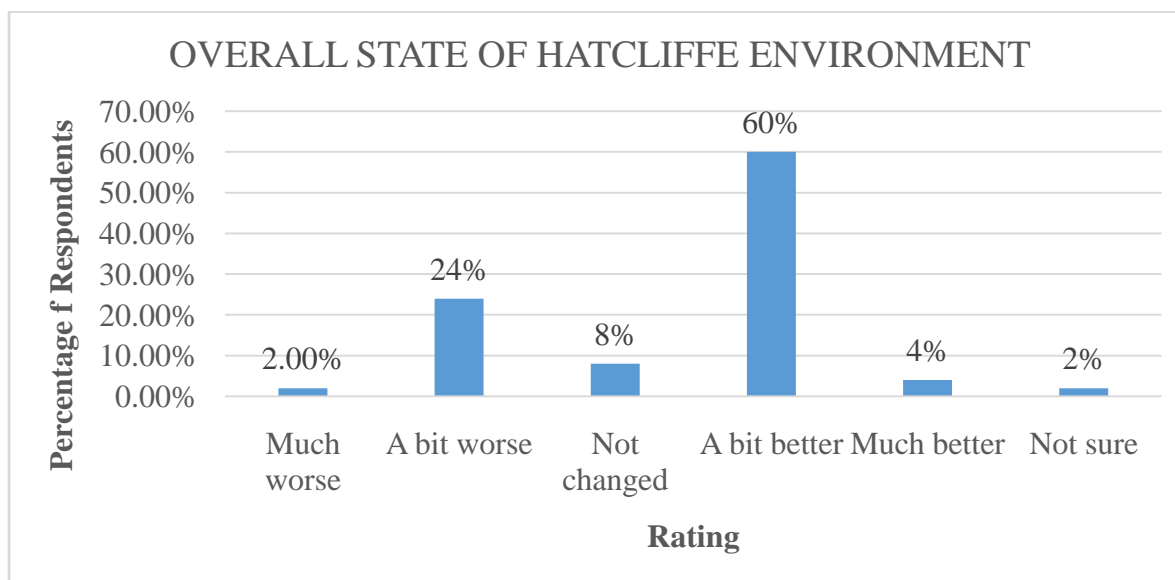 OVERALL STATE OF HATCLIFFE ENVIRONMENT
Percentage f Respondents
70.00%
60.00%
50.00%
40.00%
30.00%
20.00%
10.00%
0.00%
2.00%
24%
8%
60%
4%
2%
Much
worse
A bit worse
Not
changed
A bit better
Much better
Not sure
Rating